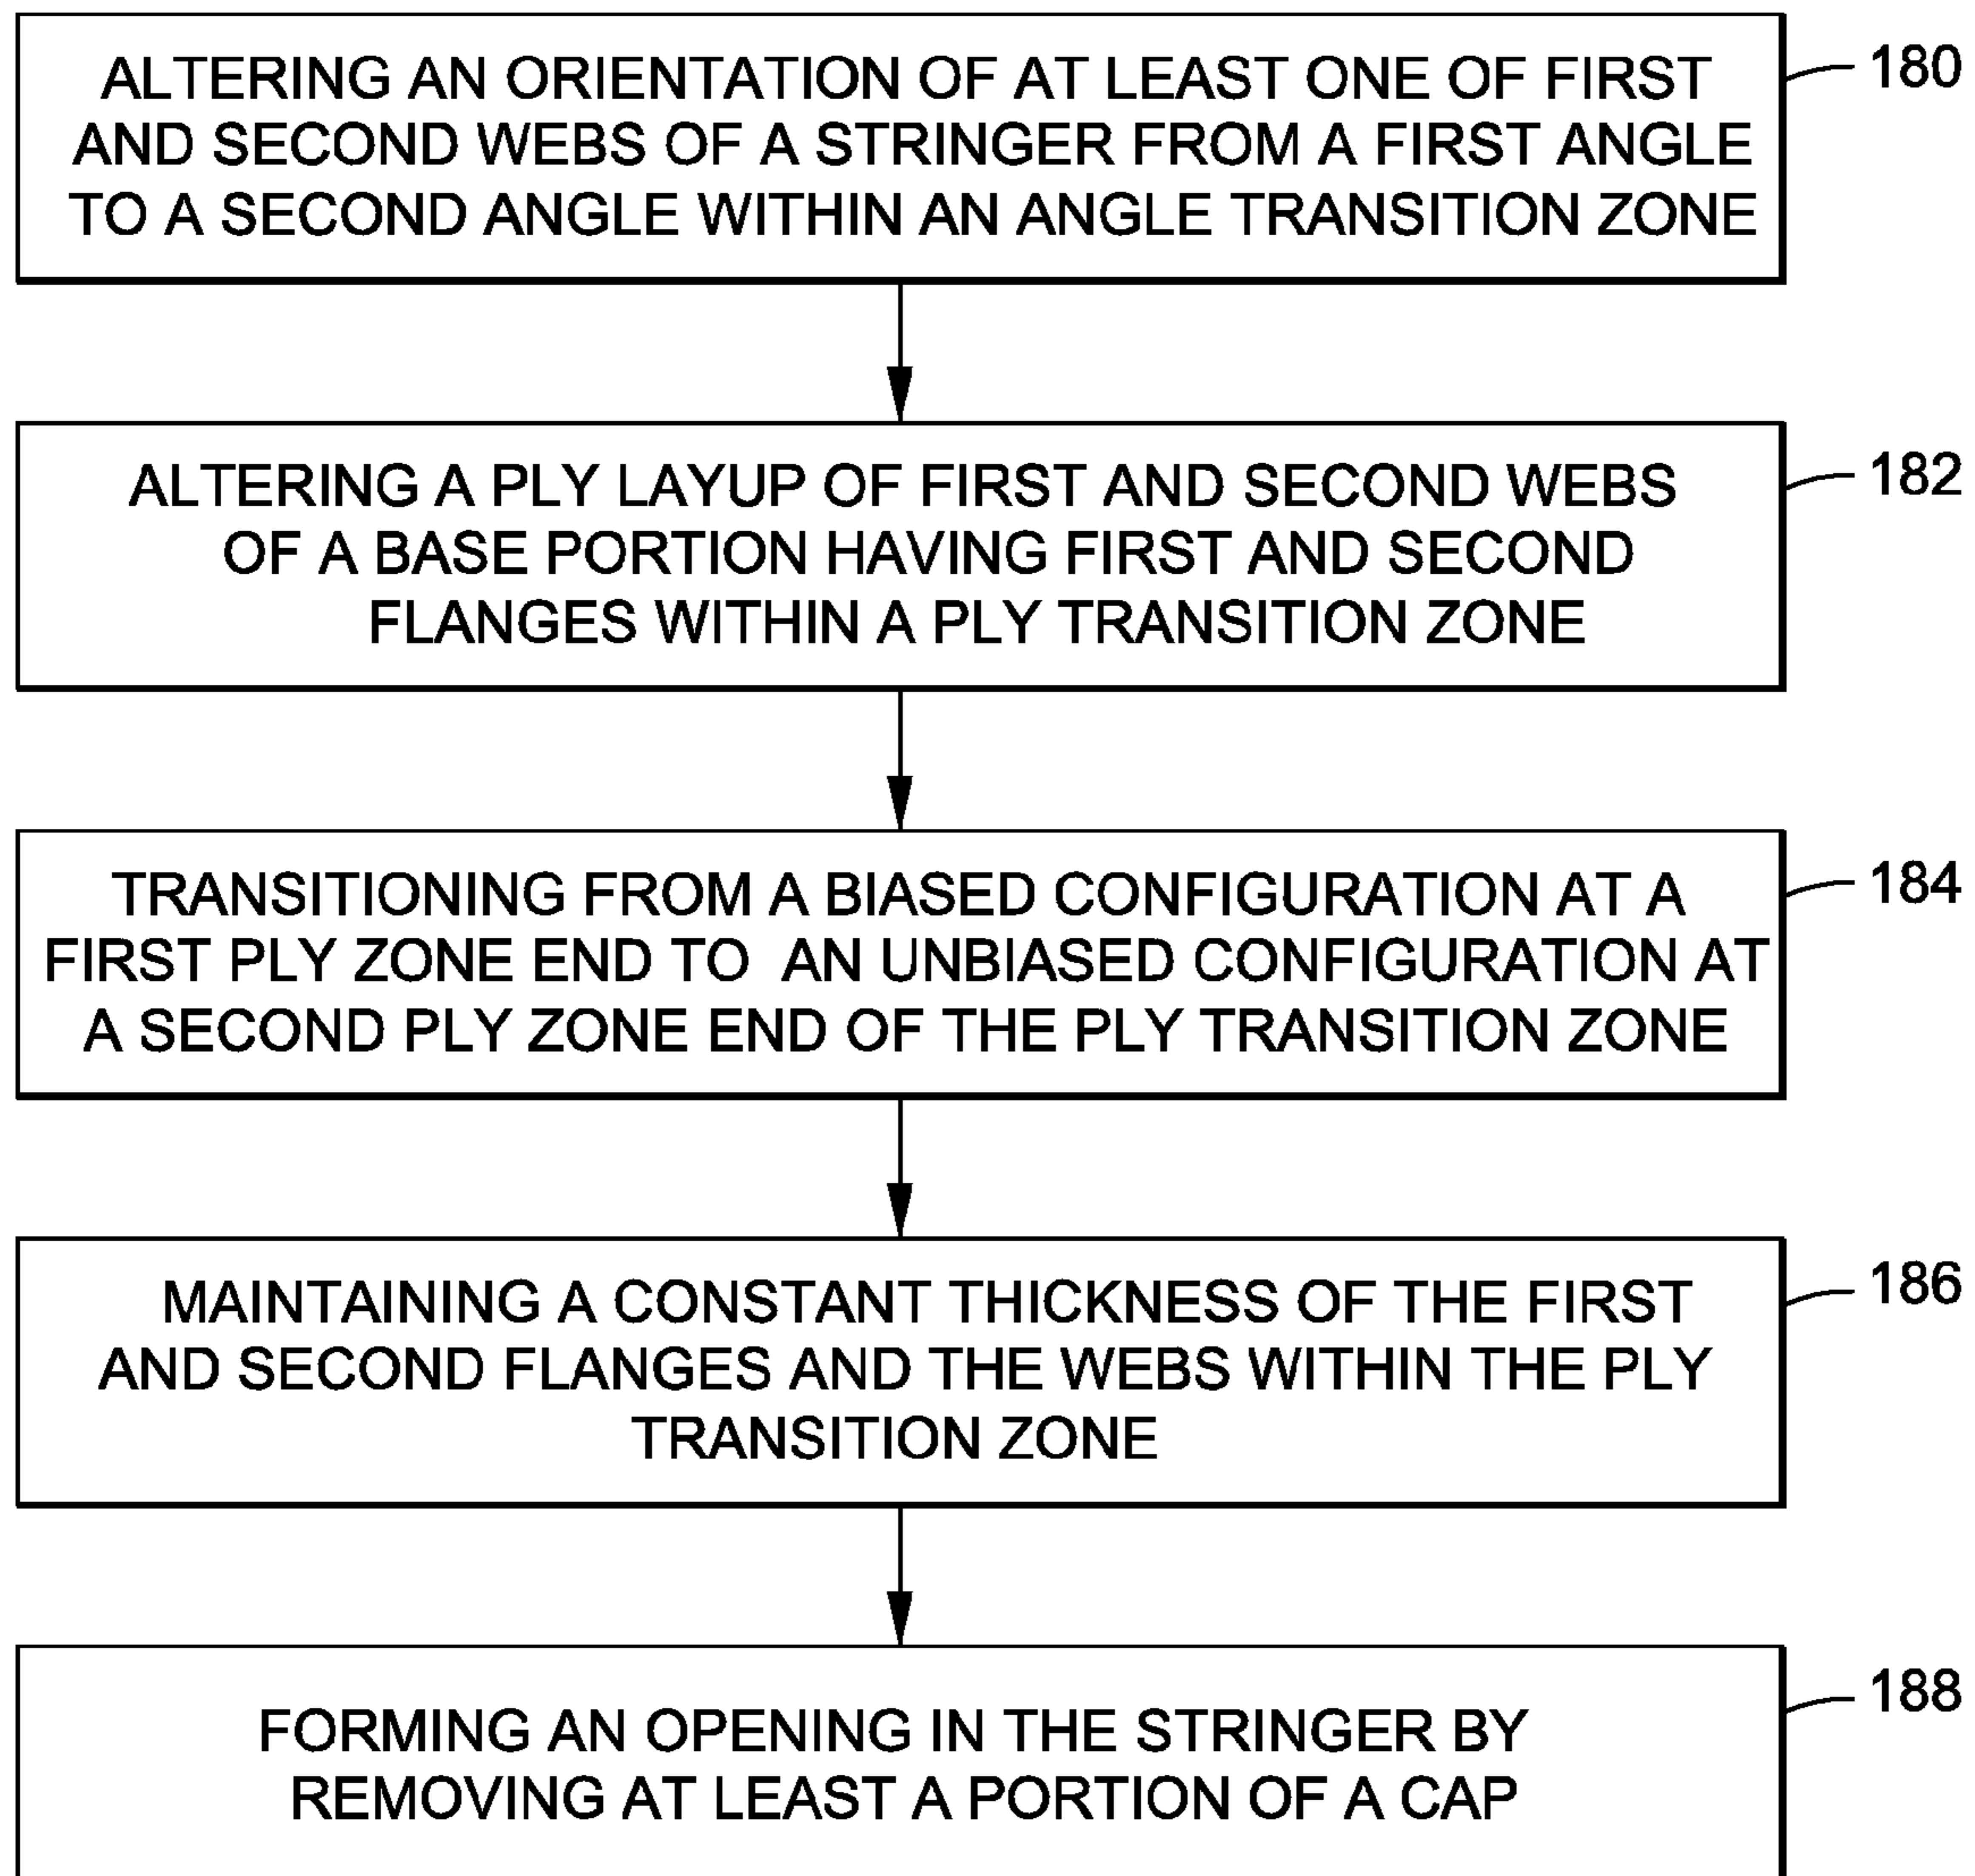 ALTERING AN ORIENTATION OF AT LEAST ONE OF FIRST
AND SECOND WEBS OF A STRINGER FROM A FIRST ANGLE
TO A SECOND ANGLE WITHIN AN ANGLE TRANSITION ZONE
180
ALTERING A PLY LAYUP OF FIRST AND SECOND WEBS
OF A BASE PORTION HAVING FIRST AND SECOND
FLANGES WITHIN A PLY TRANSITION ZONE
182
TRANSITIONING FROM A BIASED CONFIGURATION AT A
FIRST PLY ZONE END TO AN UNBIASED CONFIGURATION AT
A SECOND PLY ZONE END OF THE PLY TRANSITION ZONE
184
MAINTAINING A CONSTANT THICKNESS OF THE FIRST
AND SECOND FLANGES AND THE WEBS WITHIN THE PLY
TRANSITION ZONE
186
FORMING AN OPENING IN THE STRINGER BY
REMOVING AT LEAST A PORTION OF A CAP
188